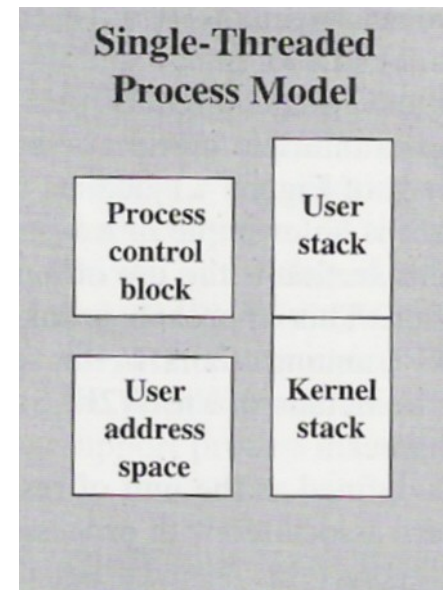 Single-Threaded
Process Model
Process
control
block
User
stack
User
address
space
Kernel
stack